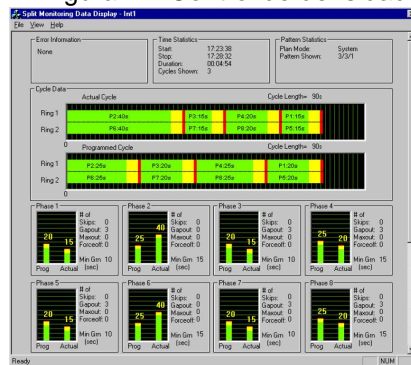 Split Monitoring Data Display - Int1
File View Help
Error Information
None
Time Statistics
Start: 17:23:38
Stop: 17:28:32
Duration: 00:04:54
Cycles Shown: 3
Pattern Statistics
Plan Mode: System
Pattern Shown: 3/3/1
Cycle Data
Actual Cycle Cycle Length= 90s
Ring 1 P2:40s P3:15s P4:20s P1:15s
Ring 2 P6:40s P7:15s P8:20s P5:15s
0
Programmed Cycle Cycle Length= 90s
Ring 1 P2:25s P3:20s P4:25s P1:20s
Ring 2 P6:25s P7:20s P8:25s P5:20s
0
Phase 1
20 15
Prog Actual
# of
Skips: 0
Gapout: 3
Maxout: 0
Forceoff: 0
Min Grn 10
(sec)
Phase 2
25 40
Prog Actual
# of
Skips: 0
Gapout: 3
Maxout: 0
Forceoff: 0
Min Grn 15
(sec)
Phase 3
20 15
Prog Actual
# of
Skips: 0
Gapout: 3
Maxout: 0
Forceoff: 0
Min Grn 10
(sec)
Phase 4
25 20
Prog Actual
# of
Skips: 0
Gapout: 3
Maxout: 0
Forceoff: 0
Min Grn 15
(sec)
Phase 5
20 15
Prog Actual
# of
Skips: 0
Gapout: 3
Maxout: 0
Forceoff: 0
Min Grn 10
(sec)
Phase 6
25 40
Prog Actual
# of
Skips: 0
Gapout: 3
Maxout: 0
Forceoff: 0
Min Grn 15
(sec)
Phase 7
20 15
Prog Actual
# of
Skips: 0
Gapout: 3
Maxout: 0
Forceoff: 0
Min Grn 10
(sec)
Phase 8
25 20
Prog Actual
# of
Skips: 0
Gapout: 3
Maxout: 0
Forceoff: 0
Min Grn 15
(sec)
Ready NUM